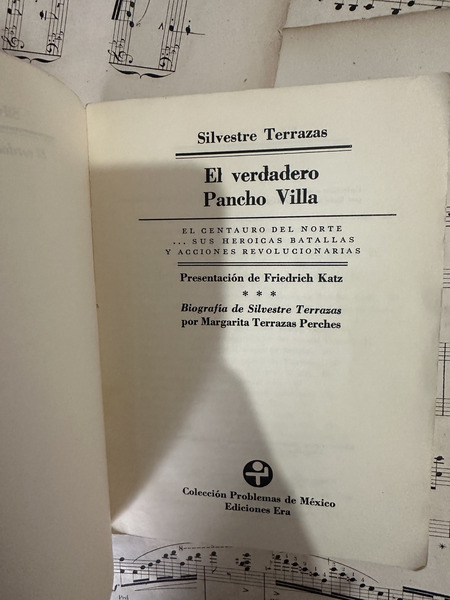 Silvestre Terrazas
El verdadero
Pancho Villa
EL CENTAURO DEL NORTE
... SUS HEROICAS BATALLAS
Y ACCIONES REVOLUCIONARIAS
Presentación de Friedrich Katz
* * *
Biografía de Silvestre Terrazas
por Margarita Terrazas Perches
Colección Problemas de México
Ediciones Era